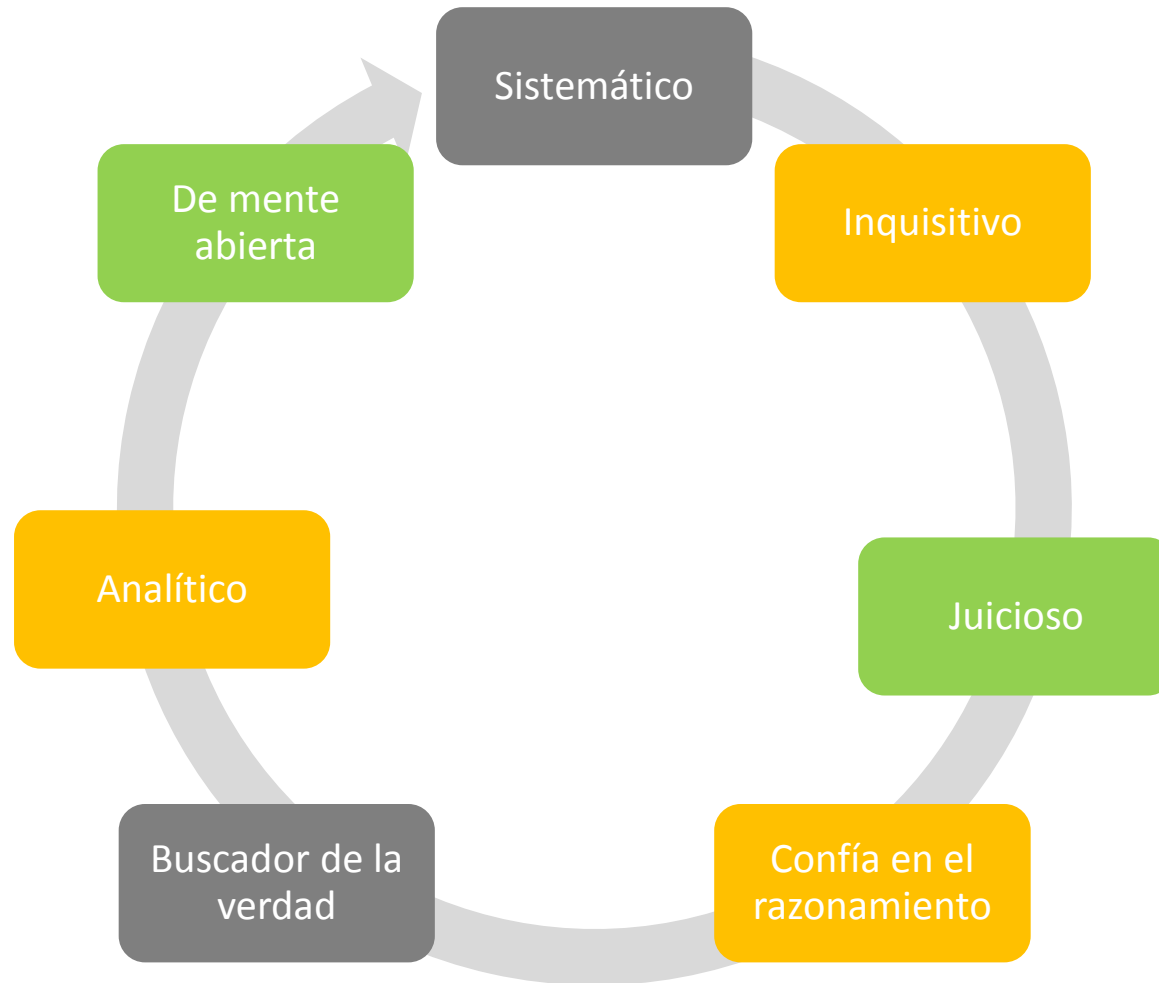 Sistemático
Inquisitivo
Juicioso
Confía en el
razonamiento
Buscador de la
verdad
Analítico
De mente
abierta